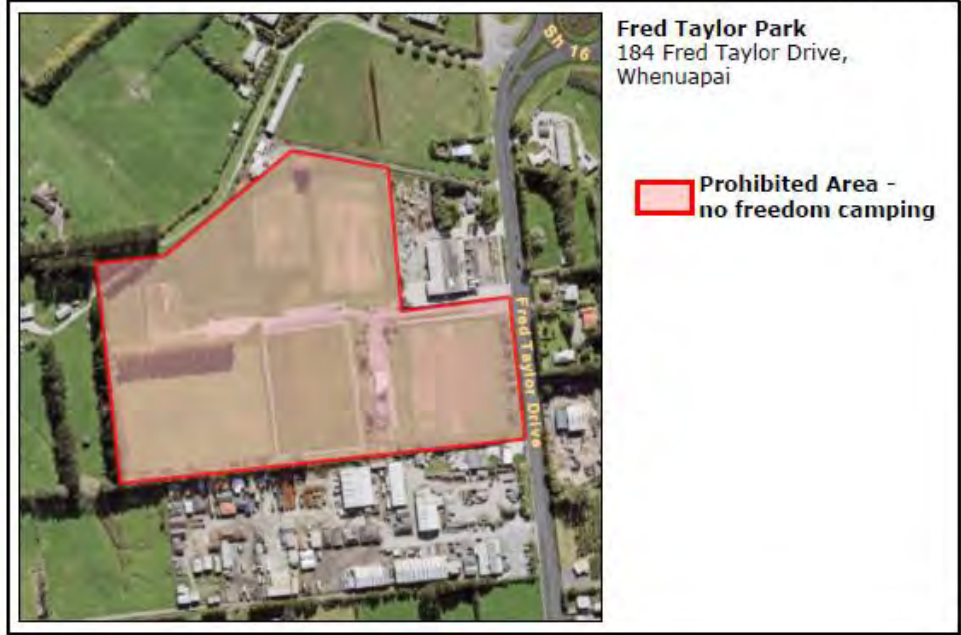 Fred Taylor Park
184 Fred Taylor Drive,
Whenuapai
Prohibited Area -
no freedom camping
Sh 16
Fred Taylor Drive